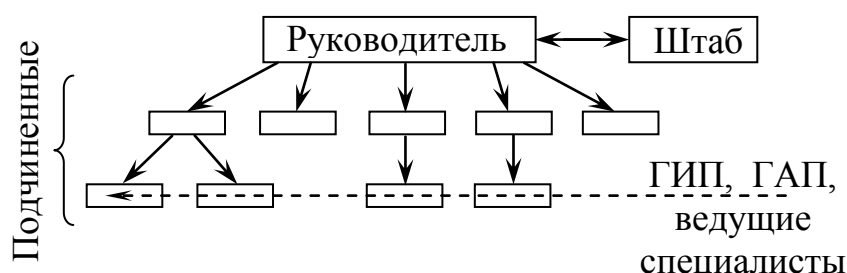 Руководитель
Штаб
Подчиненные
ГИП, ГАП,
ведущие
специалисты